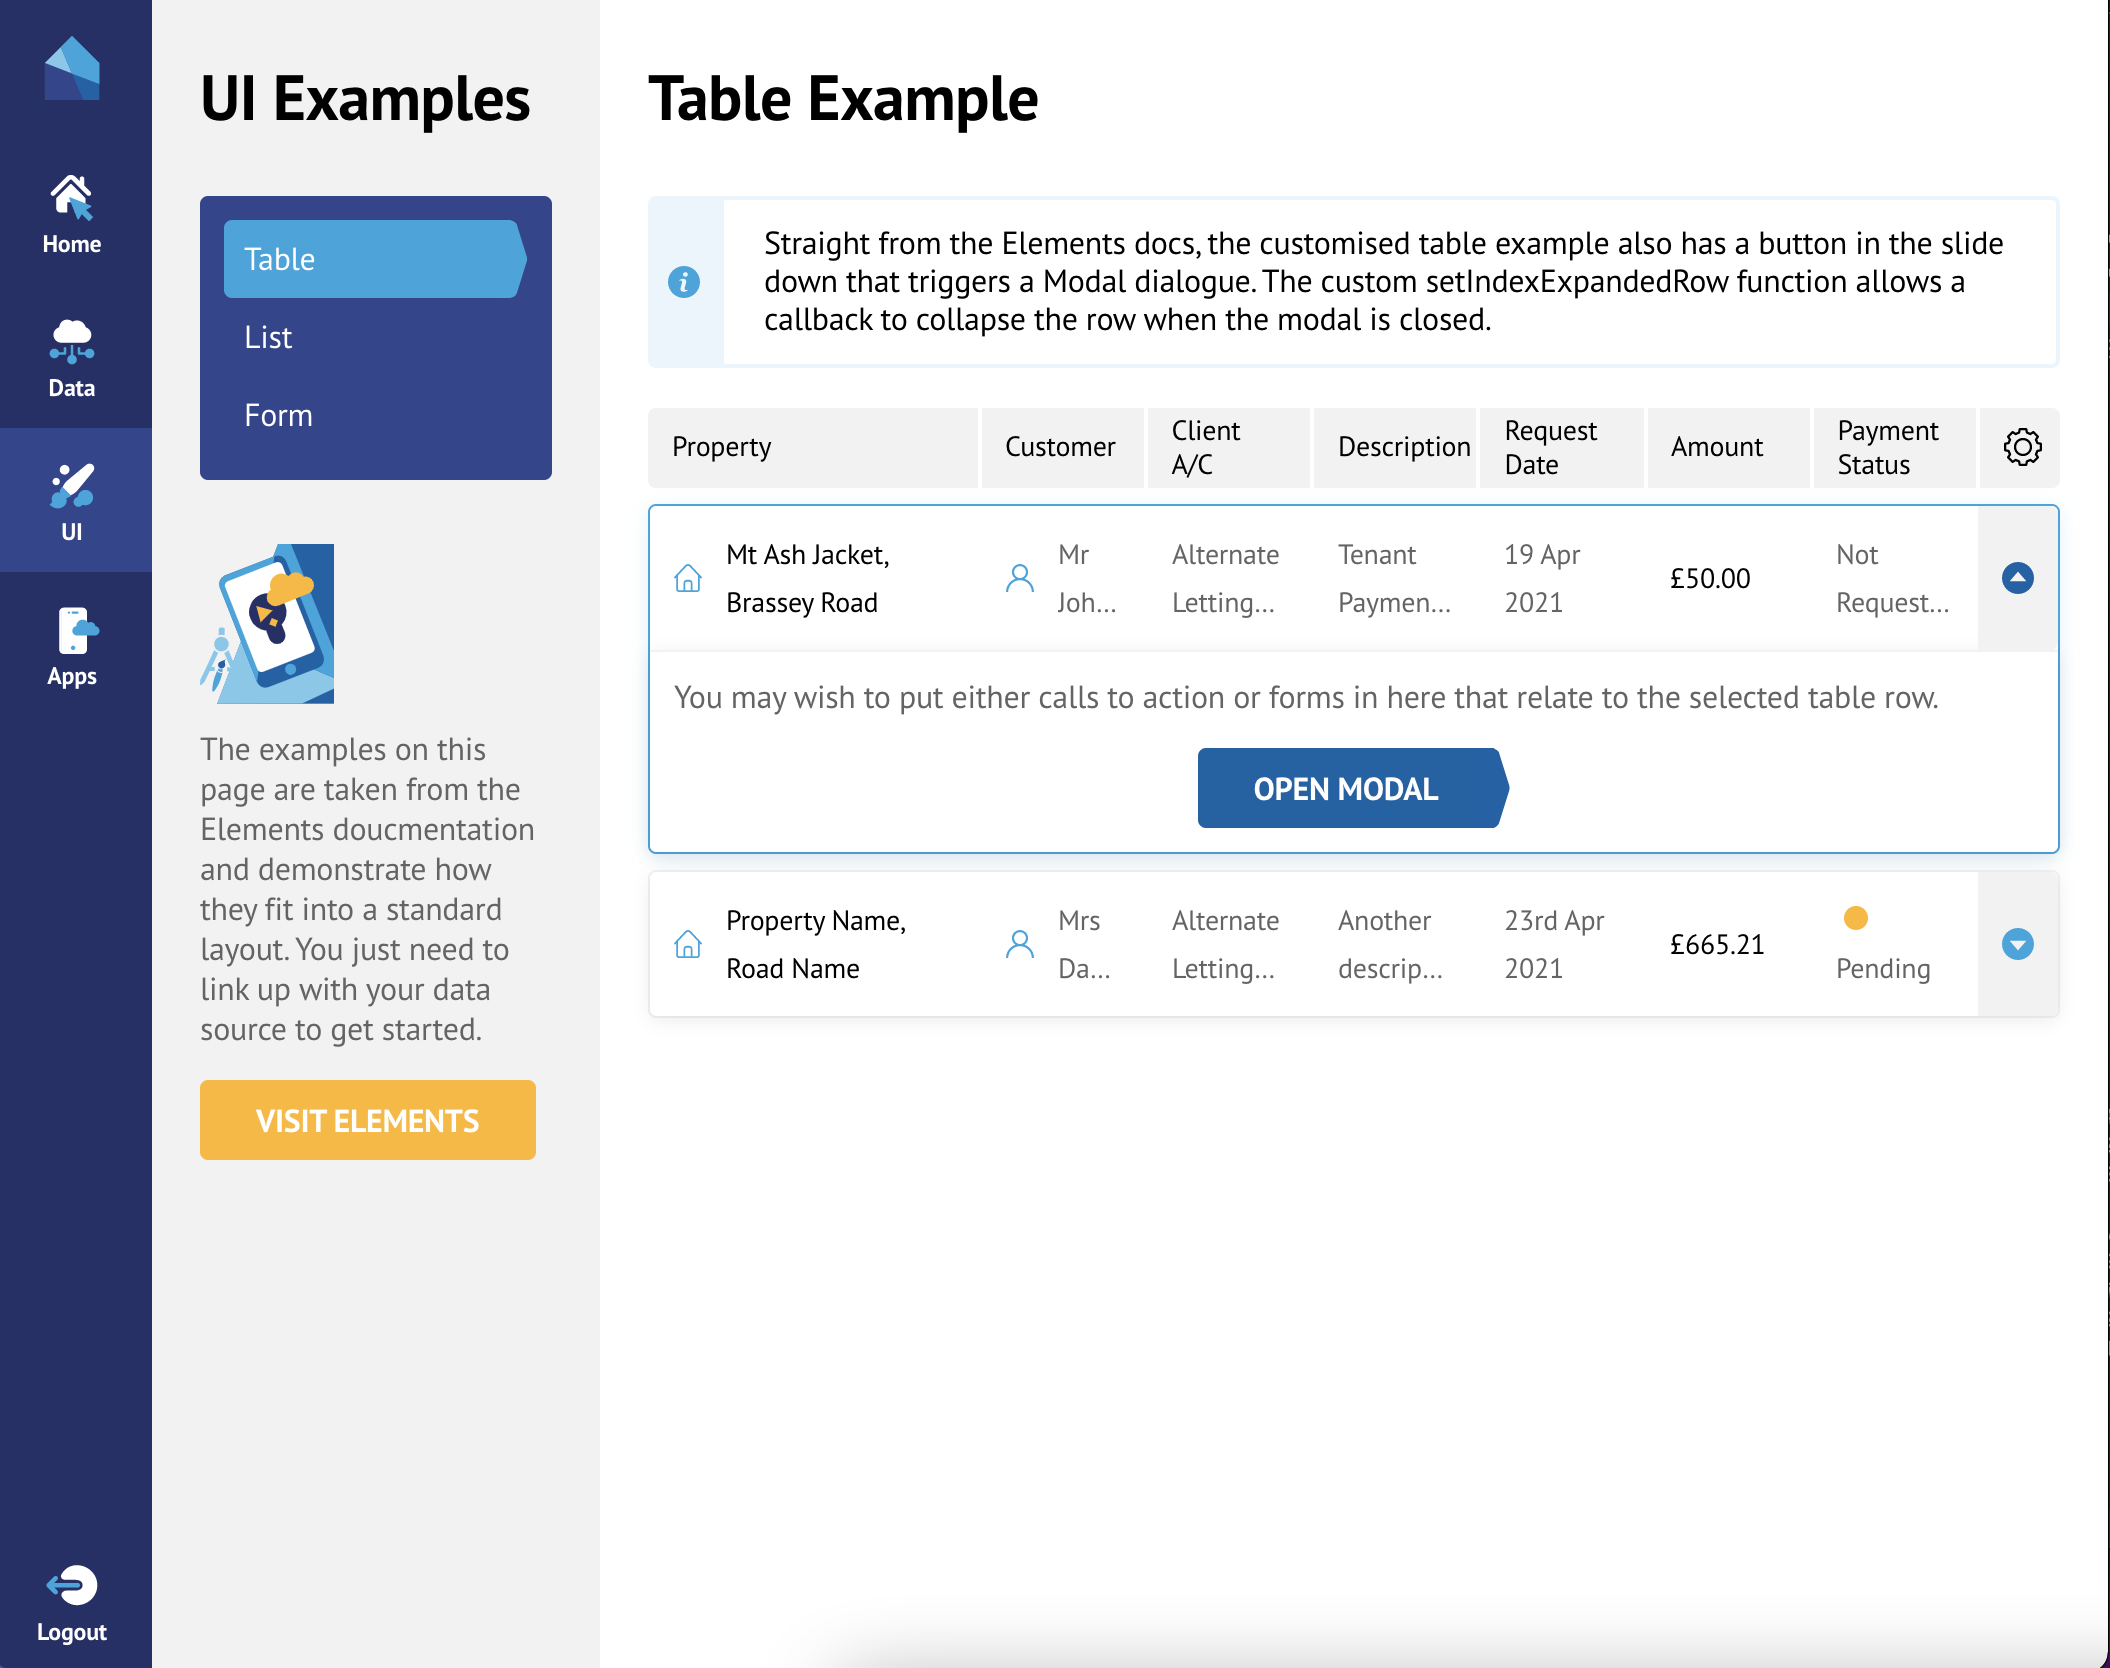 Home
Data
UI
Apps
Logout
UI Examples
Table
List
Form
The examples on this
page are taken from the
Elements doucmentation
and demonstrate how
they fit into a standard
layout. You just need to
link up with your data
source to get started.
VISIT ELEMENTS
Table Example
Straight from the Elements docs, the customised table example also has a button in the slide
down that triggers a Modal dialogue. The custom setIndexExpandedRow function allows a
callback to collapse the row when the modal is closed.
Property
Customer
Client
A/C
Description
Request
Date
Amount
Payment
Status
Mt Ash Jacket,
Brassey Road
Mr
Joh...
Alternate
Letting...
Tenant
Paymen...
19 Apr
2021
£50.00
Not
Request...
You may wish to put either calls to action or forms in here that relate to the selected table row.
OPEN MODAL
Property Name,
Road Name
Mrs
Da...
Alternate
Letting...
Another
descrip...
23rd Apr
2021
£665.21
Pending